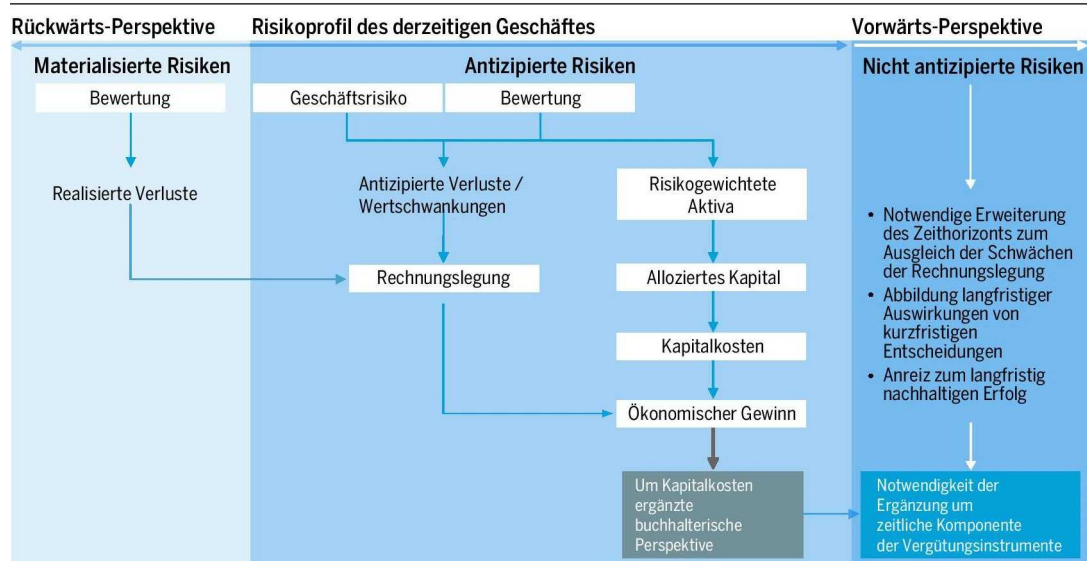 Rückwärts-Perspektive
Risikoprofil des derzeitigen Geschäftes
Vorwärts-Perspektive
Materialisierte Risiken
Antizipierte Risiken
Nicht antizipierte Risiken
Bewertung
Geschäftsrisiko
Bewertung
Realisierte Verluste
Antizipierte Verluste /
Wertschwankungen
Risikogewichtete
Aktiva
Rechnungslegung
Alloziertes Kapital
Kapitalkosten
Ökonomischer Gewinn
Um Kapitalkosten
ergänzte
buchhalterische
Perspektive
• Notwendige Erweiterung
des Zeithorizonts zum
Ausgleich der Schwächen
der Rechnungslegung
• Abbildung langfristiger
Auswirkungen von
kurzfristigen
Entscheidungen
• Anreiz zum langfristig
nachhaltigen Erfolg
Notwendigkeit der
Ergänzung um
zeitliche Komponente
der Vergütungsinstrumente